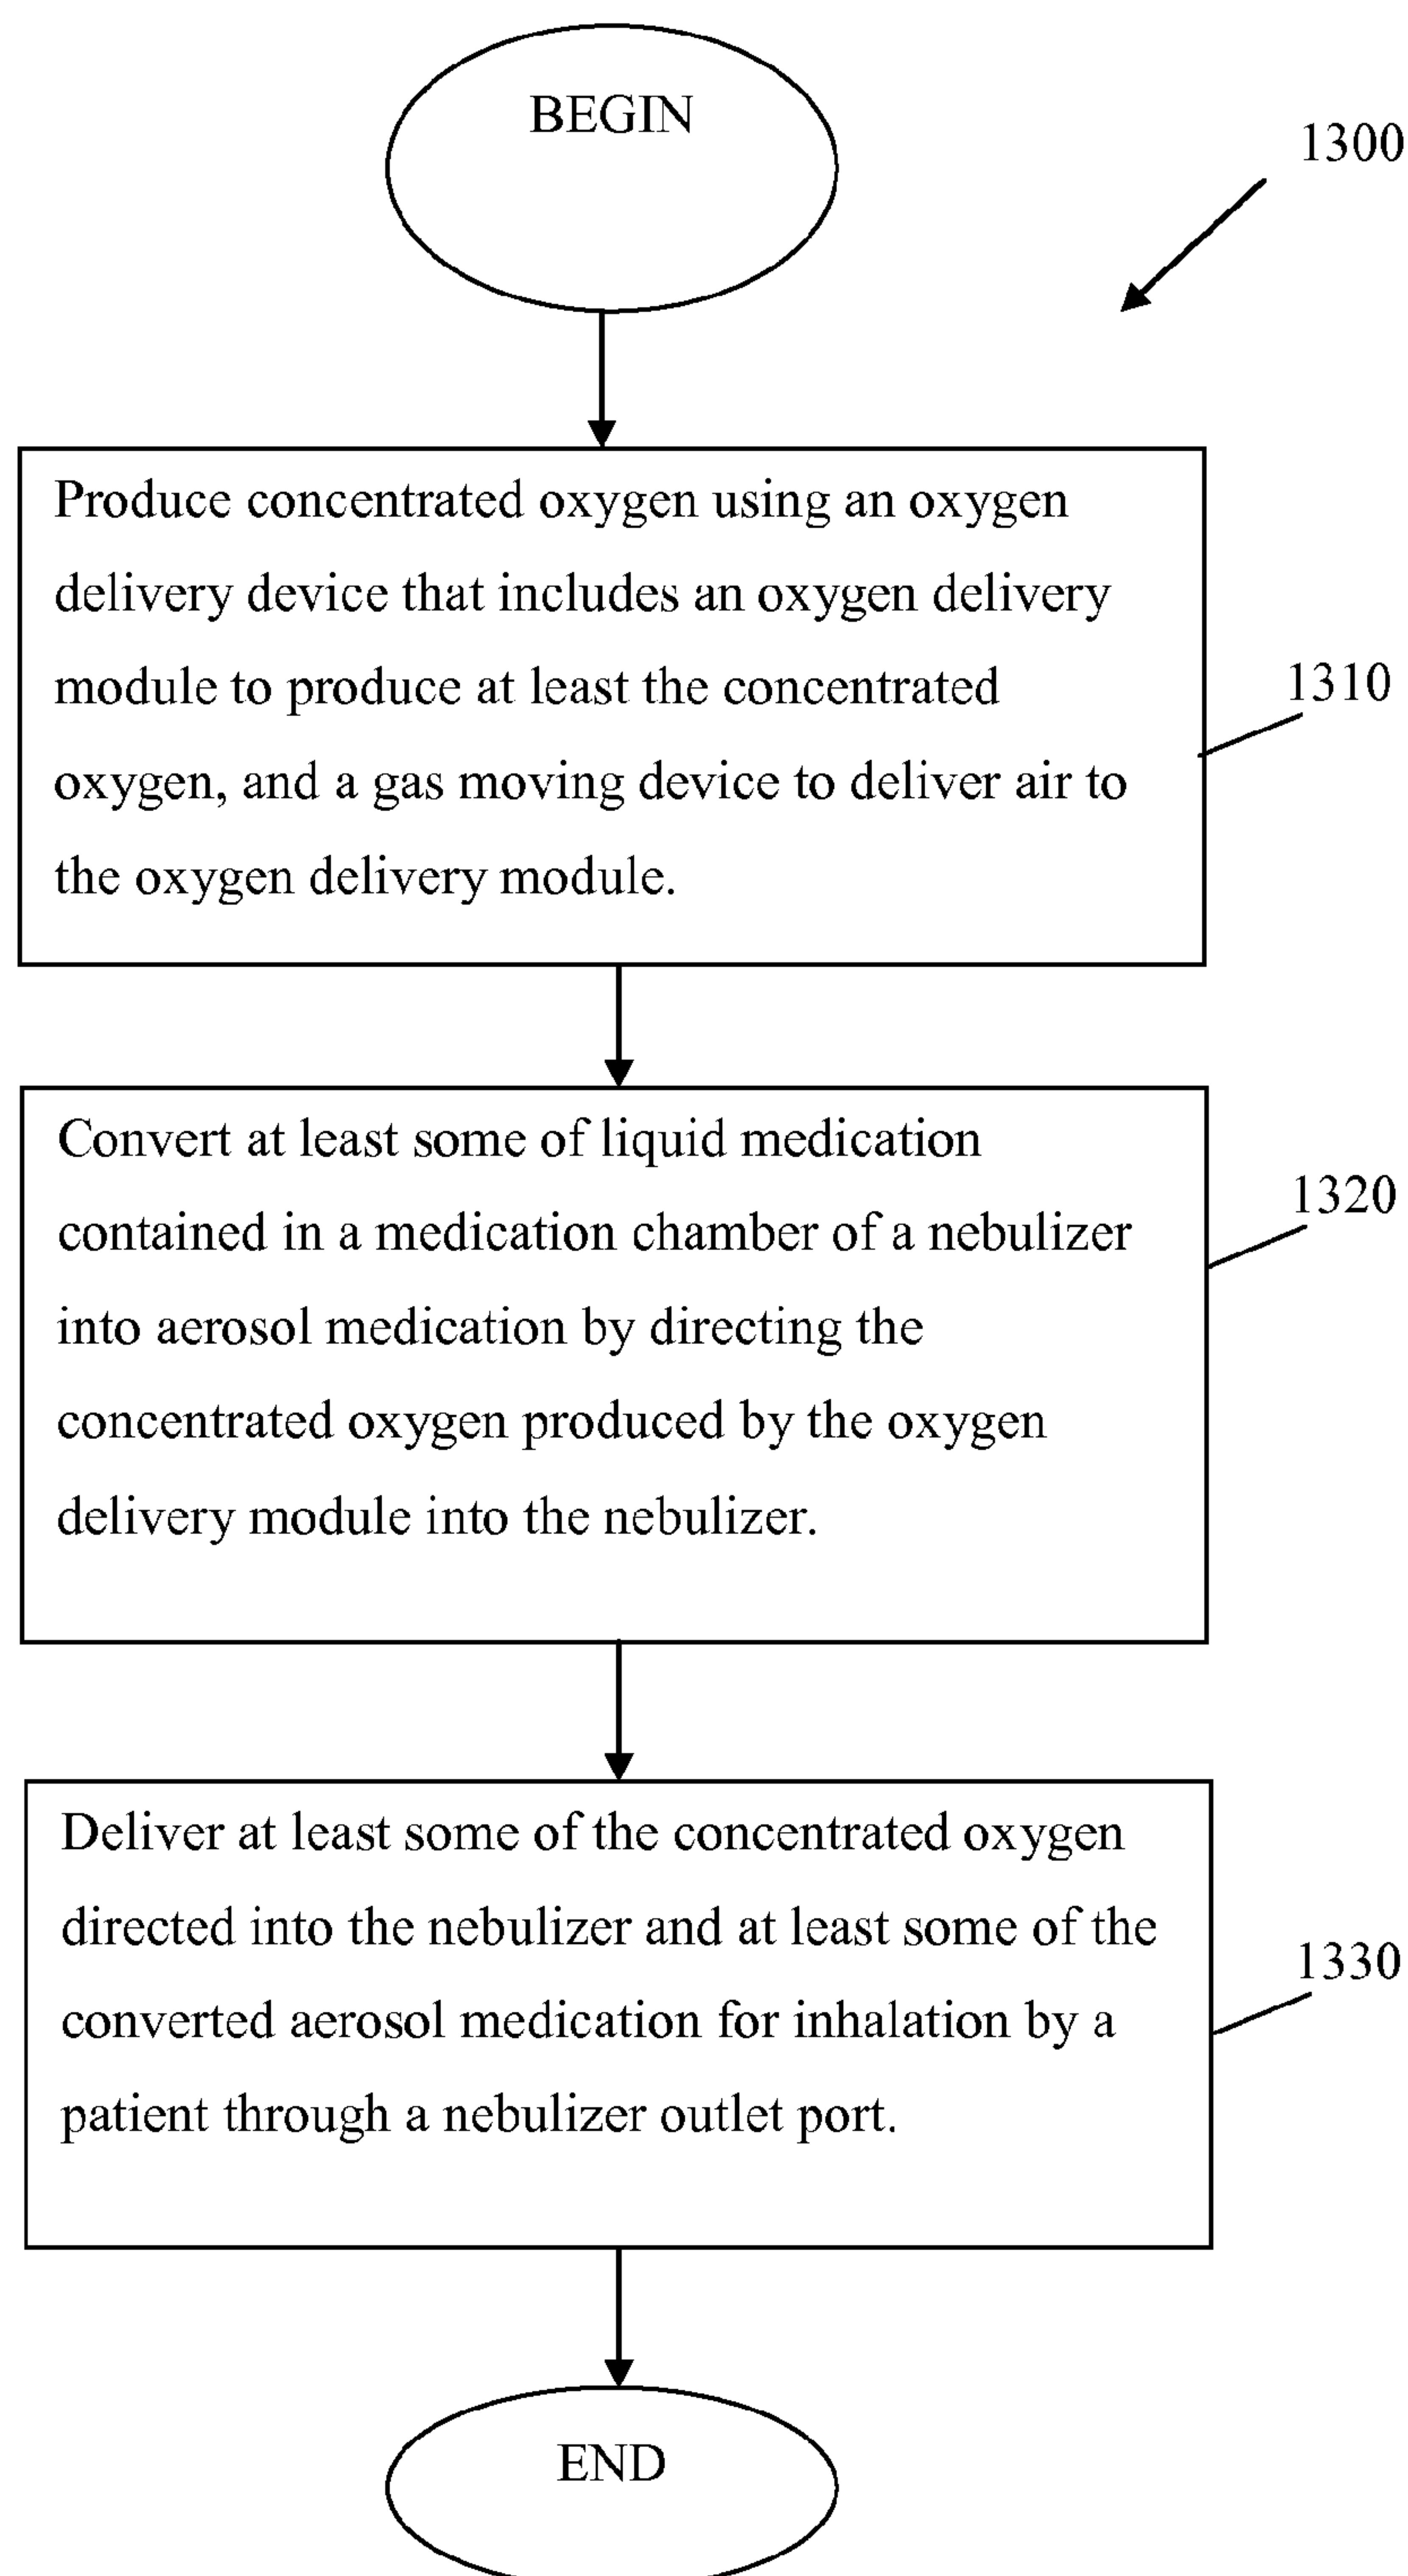 BEGIN
1300
Produce concentrated oxygen using an oxygen
delivery device that includes an oxygen delivery
module to produce at least the concentrated
1310
oxygen, and a gas moving device to deliver air to
the oxygen delivery module.
Convert at least some of liquid medication
1320
contained in a medication chamber of a nebulizer
into aerosol medication by directing the
concentrated oxygen produced by the oxygen
delivery module into the nebulizer.
Deliver at least some of the concentrated oxygen
directed into the nebulizer and at least some of the
1330
converted aerosol medication for inhalation by a
patient through a nebulizer outlet port.
END